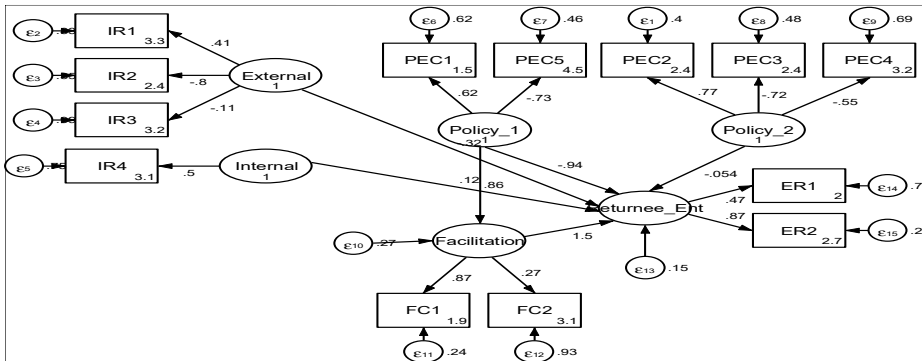 ε6 .62 ε7 .46 ε1 .4 ε8 .48 ε9 .69
ε2 IR1 3.3
PEC1 1.5 PEC5 4.5 PEC2 2.4 PEC3 2.4 PEC4 3.2
.41
ε3 IR2 2.4 -.8 External 1
.62 -.73 .77 -.72 -.55
ε4 IR3 3.2 -.11
Policy_1 1 Policy_2 1
.32
ε5 IR4 3.1 .5 Internal 1
.12 .86 -.94 -.054
ER1 2 ε14 .7
.47
eturnee_Ent
.87
ER2 2.7 ε15 .2
ε10 .27 Facilitation 1.5
ε13 .15
.87 .27
FC1 1.9 FC2 3.1
ε11 .24 ε12 .93